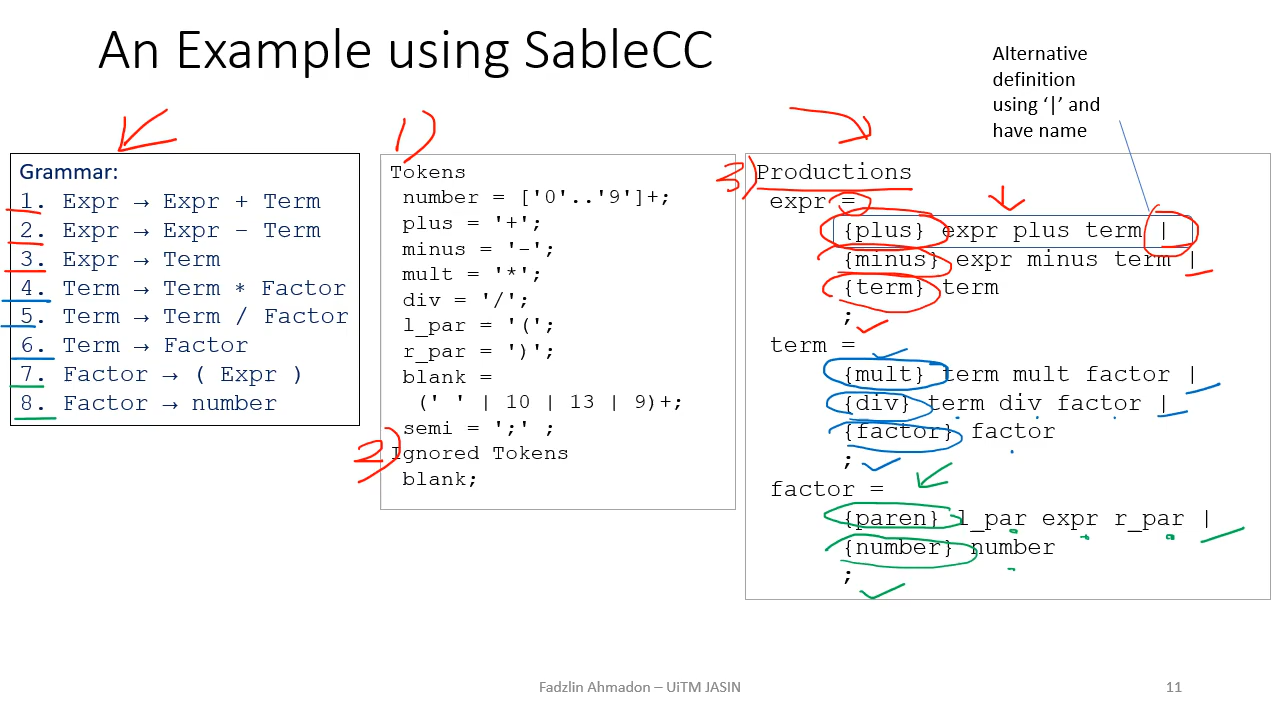 An Example using SableCC
Alternative
definition
using ‘|’ and
have name
Grammar:
1. Expr → Expr + Term
2. Expr → Expr – Term
3. Expr → Term
4. Term → Term * Factor
5. Term → Term / Factor
6. Term → Factor
7. Factor → ( Expr )
8. Factor → number
1)
Tokens
number = ['0'..'9']+;
plus = '+';
minus = '-';
mult = '*';
div = '/';
l_par = '(';
r_par = ')';
blank =
(' ' | 10 | 13 | 9)+;
semi = ';' ;
2)
Ignored Tokens
blank;
3)
Productions
expr =
{plus} expr plus term |
{minus} expr minus term |
{term} term
;
term =
{mult} term mult factor |
{div} term div factor |
{factor} factor
;
factor =
{paren} l_par expr r_par |
{number} number
;
Fadzlin Ahmadon – UiTM JASIN
11